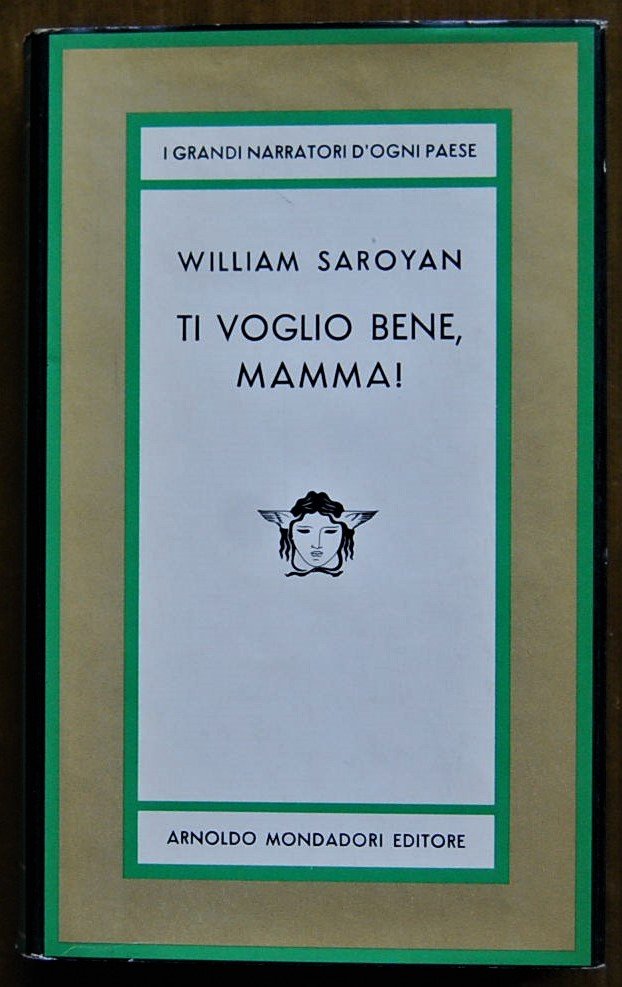 I GRANDI NARRATORI D'OGNI PAESE
WILLIAM SAROYAN
TI VOGLIO BENE,
MAMMA!
ARNOLDO MONDADORI EDITORE